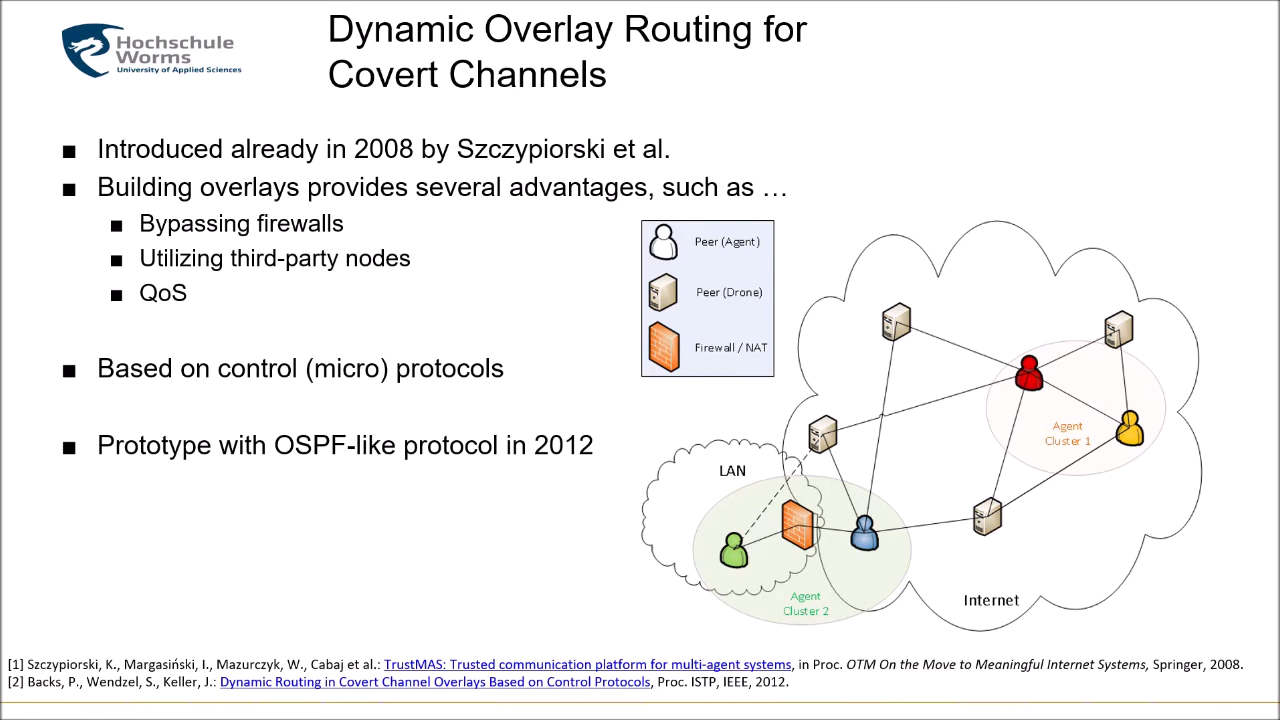 Hochschule
Worms
University of Applied Sciences
Dynamic Overlay Routing for
Covert Channels
■ Introduced already in 2008 by Szczypiorski et al.
■ Building overlays provides several advantages, such as …
■ Bypassing firewalls
■ Utilizing third-party nodes
■ QoS
■ Based on control (micro) protocols
■ Prototype with OSPF-like protocol in 2012
Peer (Agent)
Peer (Drone)
Firewall / NAT
Agent
Cluster 1
LAN
Agent
Cluster 2
Internet
[1] Szczypiorski, K., Margasiński, I., Mazurczyk, W., Cabaj et al.: TrustMAS: Trusted communication platform for multi-agent systems, in Proc. OTM On the Move to Meaningful Internet Systems, Springer, 2008.
[2] Backs, P., Wendzel, S., Keller, J.: Dynamic Routing in Covert Channel Overlays Based on Control Protocols, Proc. ISTP, IEEE, 2012.